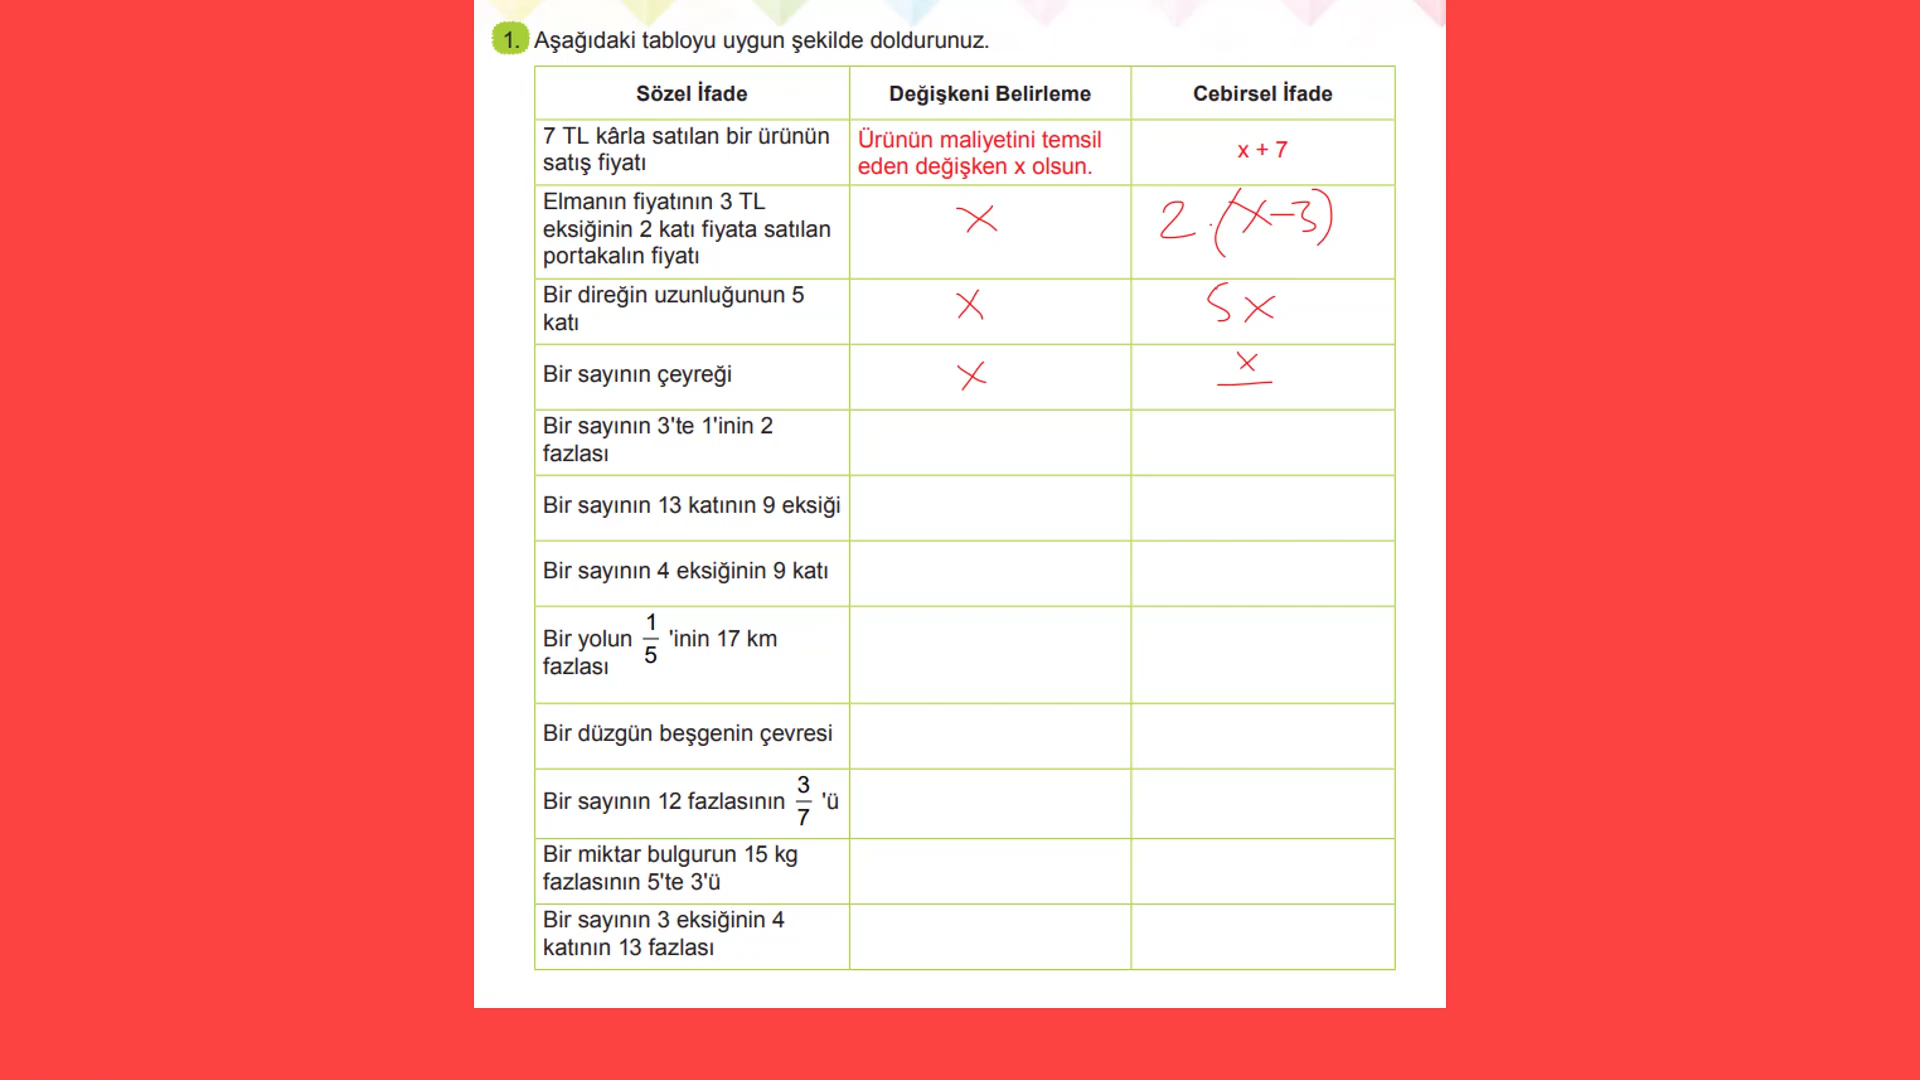 1. Aşağıdaki tabloyu uygun şekilde doldurunuz.
Sözel İfade
Değişkeni Belirleme
Cebirsel İfade
7 TL kârla satılan bir ürünün
satış fiyatı
Ürünün maliyetini temsil
eden değişken x olsun.
x + 7
Elmanın fiyatının 3 TL
eksiğinin 2 katı fiyata satılan
portakalın fiyatı
x
2.(x-3)
Bir direğin uzunluğunun 5
katı
x
5x
Bir sayının çeyreği
x
x
Bir sayının 3'te 1'inin 2
fazlası
Bir sayının 13 katının 9 eksiği
Bir sayının 4 eksiğinin 9 katı
Bir yolun 1/5 'inin 17 km
fazlası
Bir düzgün beşgenin çevresi
Bir sayının 12 fazlasının 3/7 'ü
Bir miktar bulgurun 15 kg
fazlasının 5'te 3'ü
Bir sayının 3 eksiğinin 4
katının 13 fazlası